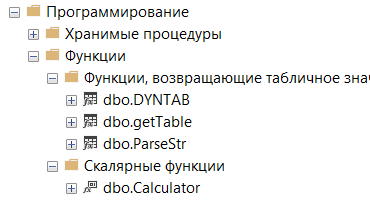 Программирование
Хранимые процедуры
Функции
Функции, возвращающие табличное знач
dbo.DYNTAB
dbo.getTable
dbo.ParseStr
Скалярные функции
dbo.Calculator